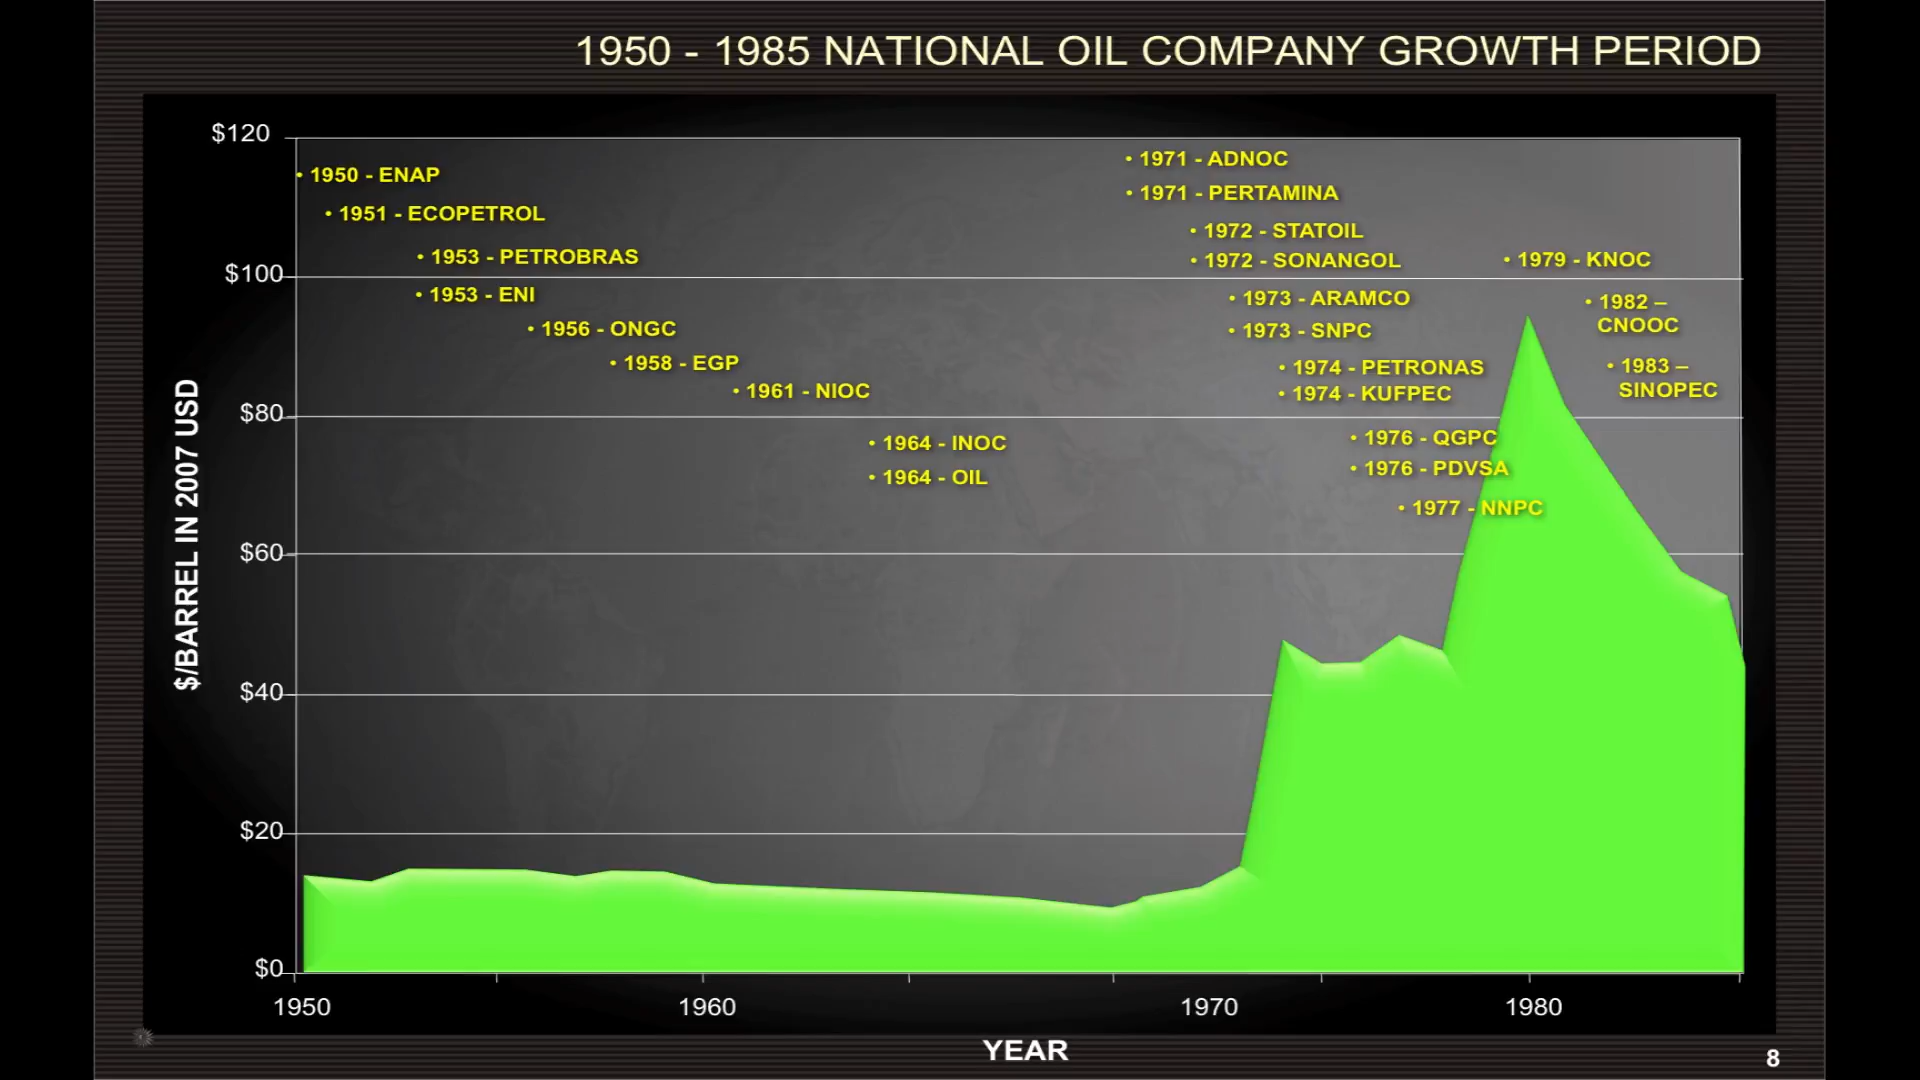 1950 - 1985 NATIONAL OIL COMPANY GROWTH PERIOD
$120
$100
$80
$60
$40
$20
$0
$/BARREL IN 2007 USD
• 1950 - ENAP
• 1951 - ECOPETROL
• 1953 - PETROBRAS
• 1953 - ENI
• 1956 - ONGC
• 1958 - EGP
• 1961 - NIOC
• 1964 - INOC
• 1964 - OIL
• 1971 - ADNOC
• 1971 - PERTAMINA
• 1972 - STATOIL
• 1972 - SONANGOL
• 1973 - ARAMCO
• 1973 - SNPC
• 1974 - PETRONAS
• 1974 - KUFPEC
• 1976 - QGPC
• 1976 - PDVSA
• 1977 - NNPC
• 1979 - KNOC
• 1982 –
CNOOC
• 1983 –
SINOPEC
1950
1960
1970
1980
YEAR
8